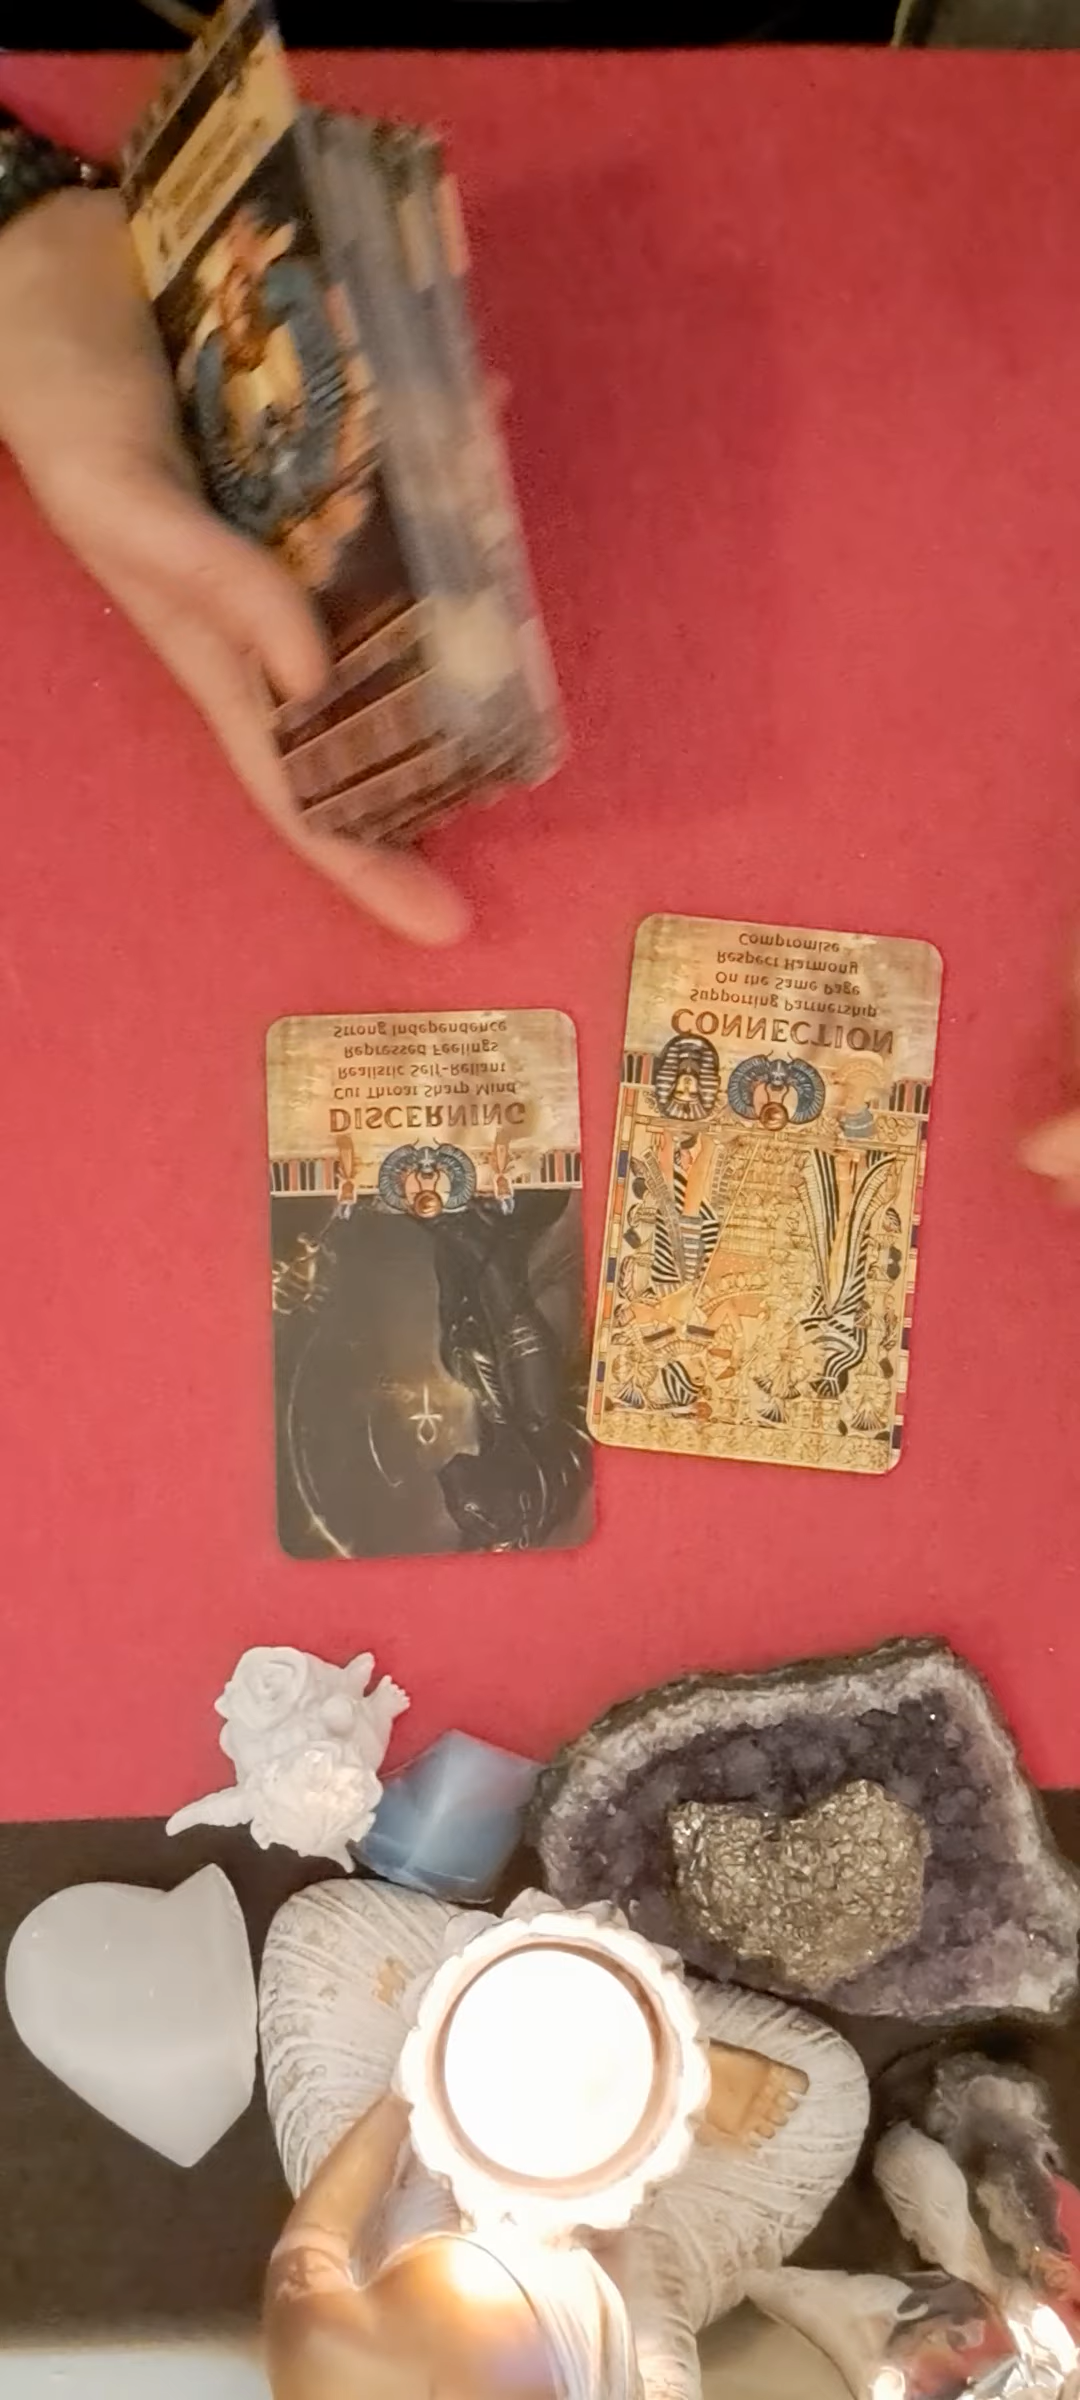 DISCERNING
Cut Throat Sharp Mind
Realistic Self-Reliant
Repressed Feelings
Strong Independence
CONNECTION
Supporting Partnership
On the Same Page
Respect Harmony
Compromise